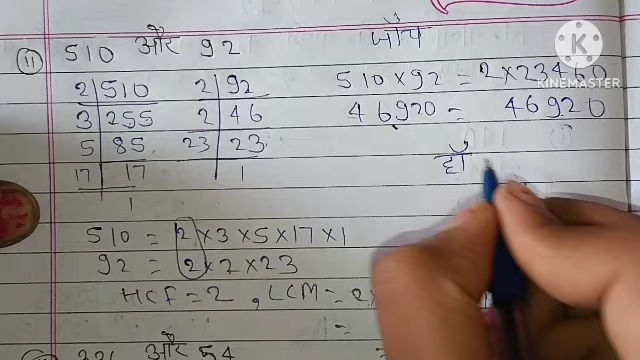 (ii) 510 और 92
2|510
3|255
5|85
17|17
1
2|92
2|46
23|23
1
510 = 2×3×5×17×1
92 = 2×2×23
HCF = 2, LCM = 2×
1 =
जाँच
510×92 = 2×23460
46920 = 46920
हाँ
और 54
KINEMASTER